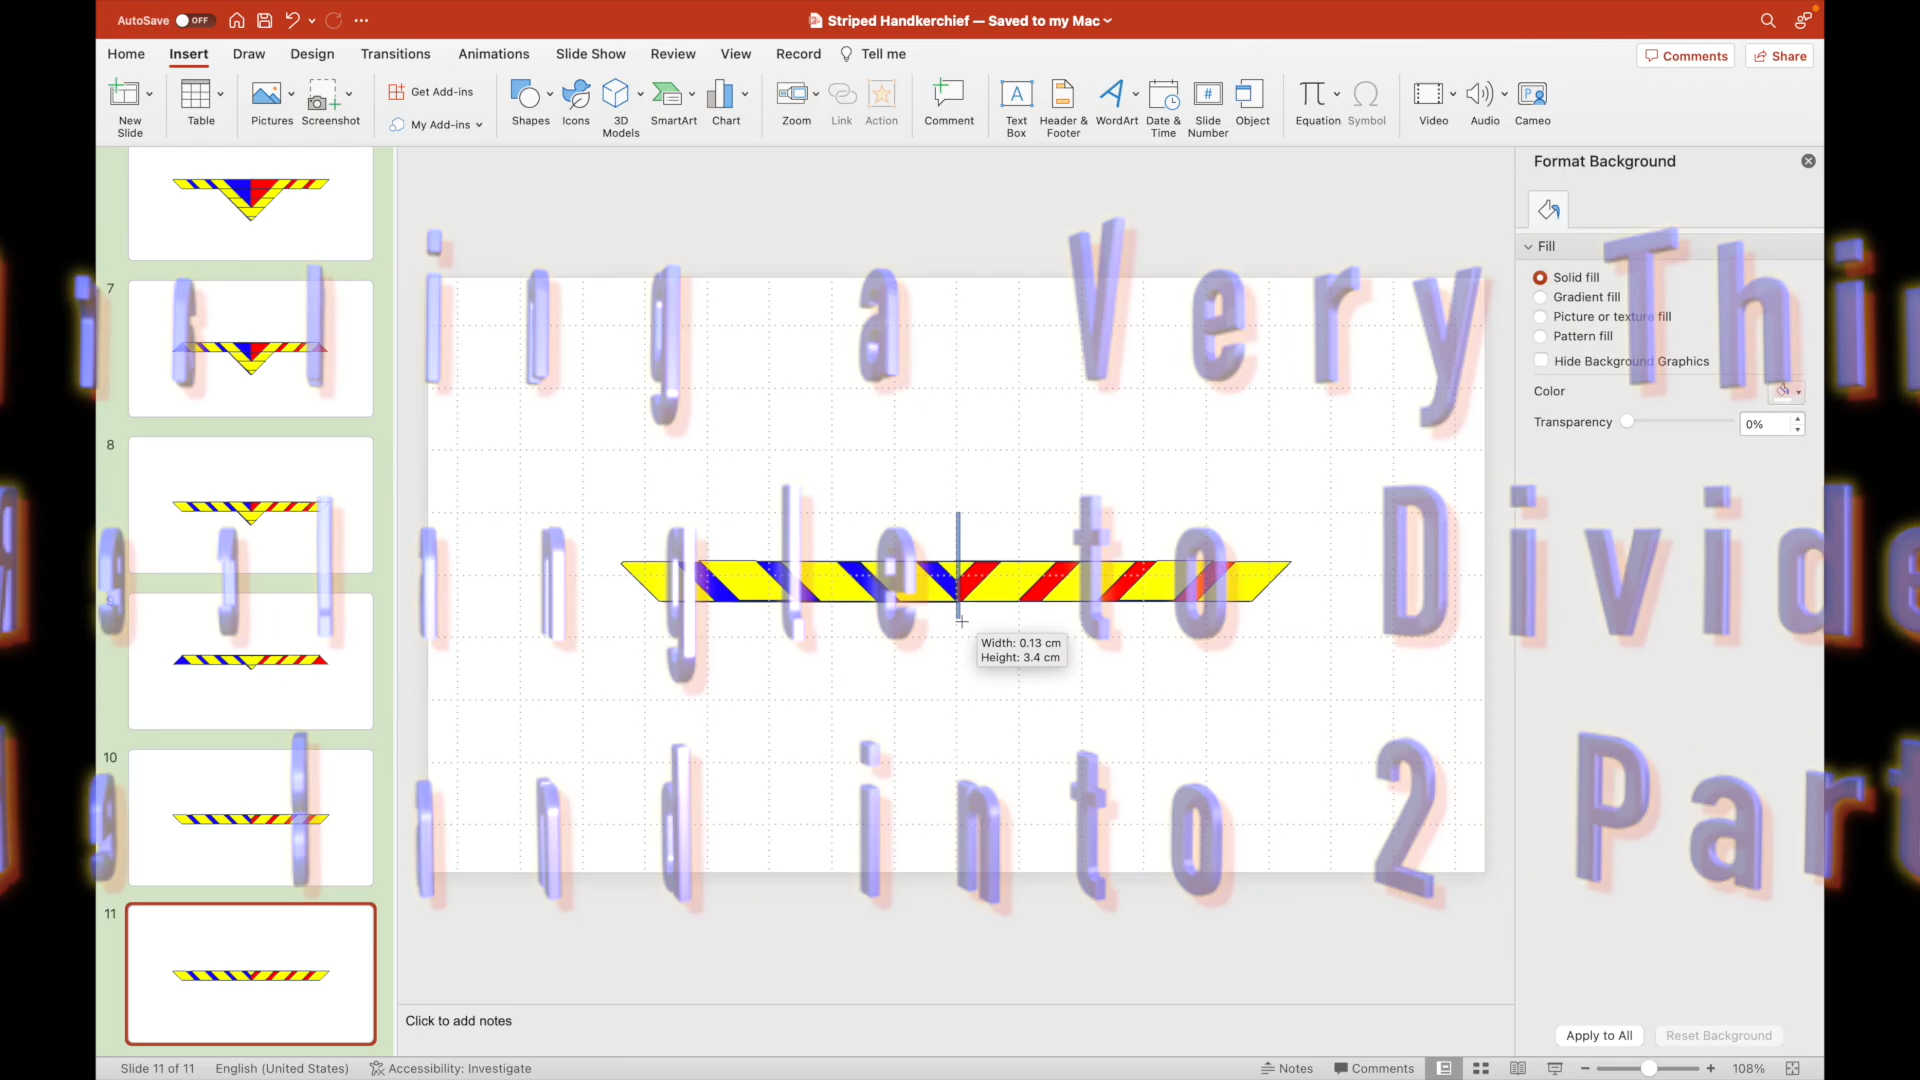 AutoSave OFF
Striped Handkerchief — Saved to my Mac
Home Insert Draw Design Transitions Animations Slide Show Review View Record Tell me
Comments Share
New Slide
Table
Pictures
Screenshot
Get Add-ins
My Add-ins
Shapes
Icons
3D Models
SmartArt
Chart
Zoom
Link
Action
Comment
Text Box
Header & Footer
WordArt
Date & Time
Slide Number
Object
Equation
Symbol
Video
Audio
Cameo
Format Background
Fill
Solid fill
Gradient fill
Picture or texture fill
Pattern fill
Hide Background Graphics
Color
Transparency 0%
7
8
9
10
11
ing a Very Thin
to Divide
into 2 Part
Width: 0.13 cm
Height: 3.4 cm
Click to add notes
Apply to All Reset Background
Slide 11 of 11 English (United States) Accessibility: Investigate
Notes Comments 108%